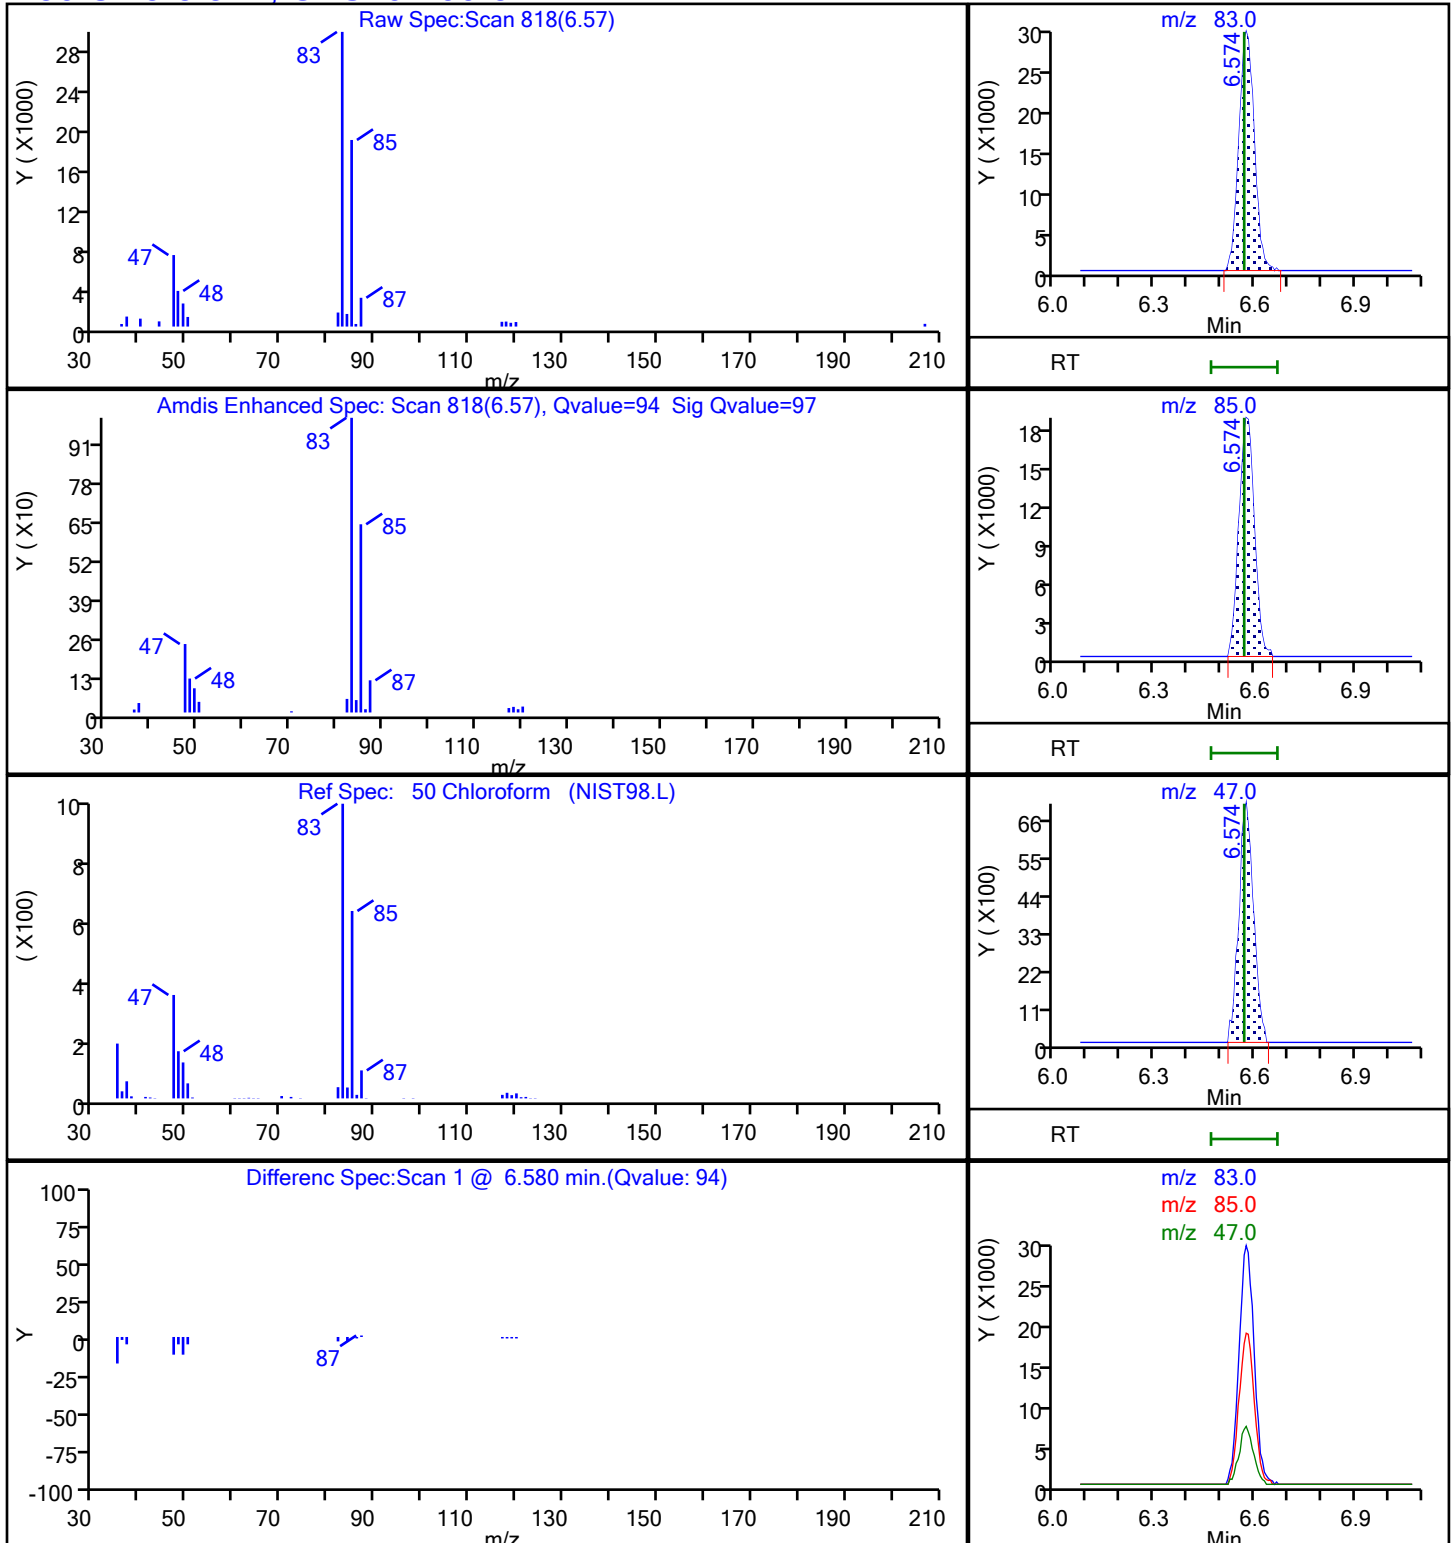 Raw Spec:Scan 818(6.57)
Y ( X1000)
28
24
20
16
12
8
4
0
83
85
47
48
87
30 50 70 90 110 130 150 170 190 210
m/z
m/z 83.0
Y ( X1000)
30
25
20
15
10
5
0
6.574
6.0 6.3 6.6 6.9
Min
RT
Amdis Enhanced Spec: Scan 818(6.57), Qvalue=94 Sig Qvalue=97
Y ( X10)
91
78
65
52
39
26
13
0
83
85
47
48
87
30 50 70 90 110 130 150 170 190 210
m/z
m/z 85.0
Y ( X1000)
18
15
12
9
6
3
0
6.574
6.0 6.3 6.6 6.9
Min
RT
Ref Spec: 50 Chloroform (NIST98.L)
( X100)
10
8
6
4
2
0
83
85
47
48
87
30 50 70 90 110 130 150 170 190 210
m/z 47.0
Y ( X100)
66
55
44
33
22
11
0
6.574
6.0 6.3 6.6 6.9
Min
RT
Differenc Spec:Scan 1 @ 6.580 min.(Qvalue: 94)
Y
100
75
50
25
0
-25
-50
-75
-100
87
30 50 70 90 110 130 150 170 190 210
m/z
m/z 83.0
m/z 85.0
m/z 47.0
Y ( X1000)
30
25
20
15
10
5
0
6.0 6.3 6.6 6.9
Min